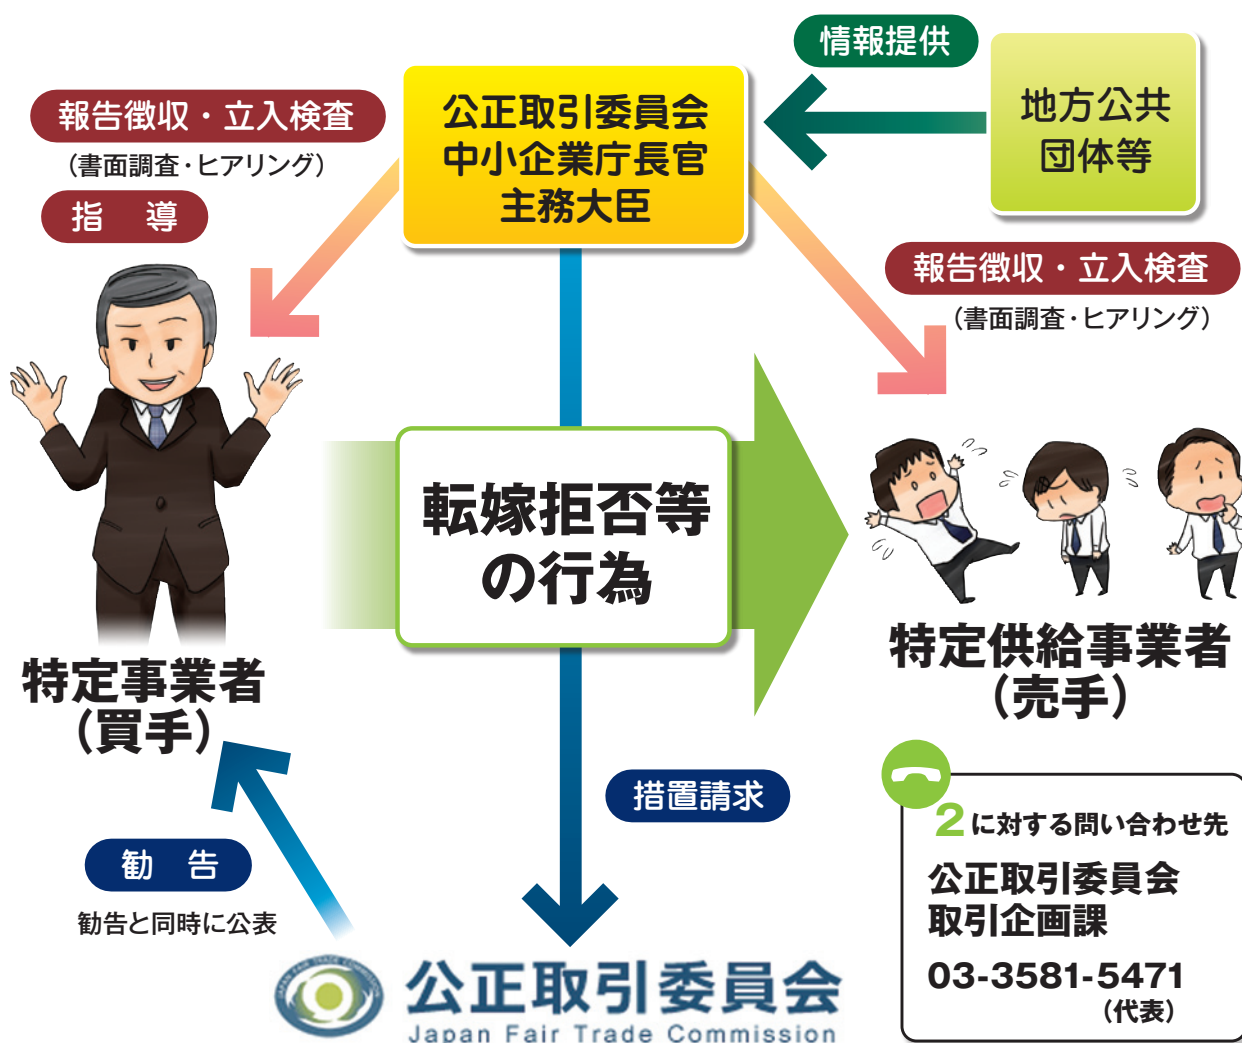 情報提供
公正取引委員会
中小企業庁長官
主務大臣
地方公共
団体等
報告徴収・立入検査
(書面調査・ヒアリング)
指 導
報告徴収・立入検査
(書面調査・ヒアリング)
転嫁拒否等
の行為
特定事業者
(買手)
特定供給事業者
(売手)
措置請求
勧 告
勧告と同時に公表
2に対する問い合わせ先
公正取引委員会
取引企画課
03-3581-5471
(代表)
JAPAN FAIR TRADE COMMISSION
公正取引委員会
Japan Fair Trade Commission